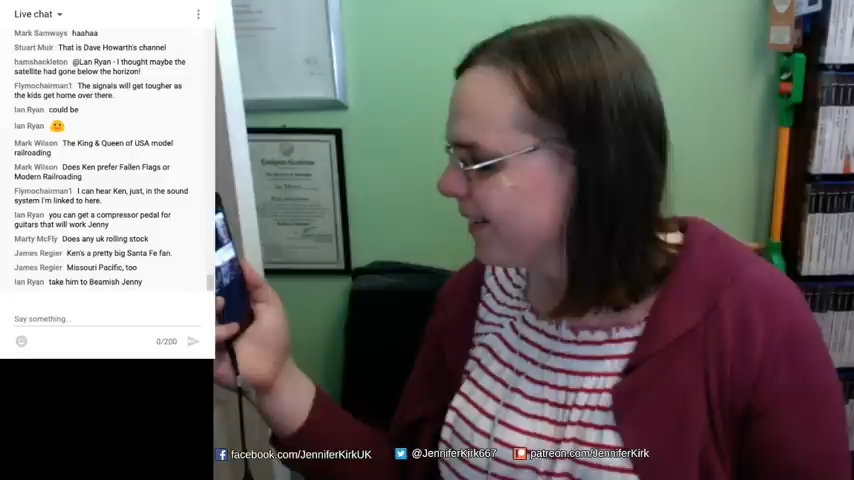 Live chat
Mark Samways haahaa
Stuart Muir That is Dave Howarth's channel
hamshackleton @Lan Ryan - I thought maybe the
satellite had gone below the horizon!
Flymochairman1 The signals will get tougher as
the kids get home over there.
Ian Ryan could be
Ian Ryan
Mark Wilson The King & Queen of USA model
railroading
Mark Wilson Does Ken prefer Fallen Flags or
Modern Railroading
Flymochairman1 I can hear Ken, just, in the sound
system I'm linked to here.
Ian Ryan you can get a compressor pedal for
guitars that will work Jenny
Marty McFly Does any uk rolling stock
James Regier Ken's a pretty big Santa Fe fan.
James Regier Missouri Pacific, too
Ian Ryan take him to Beamish Jenny
Say something...
0/200
facebook.com/JenniferKirkUK
@JenniferKirk667
patreon.com/JenniferKirk